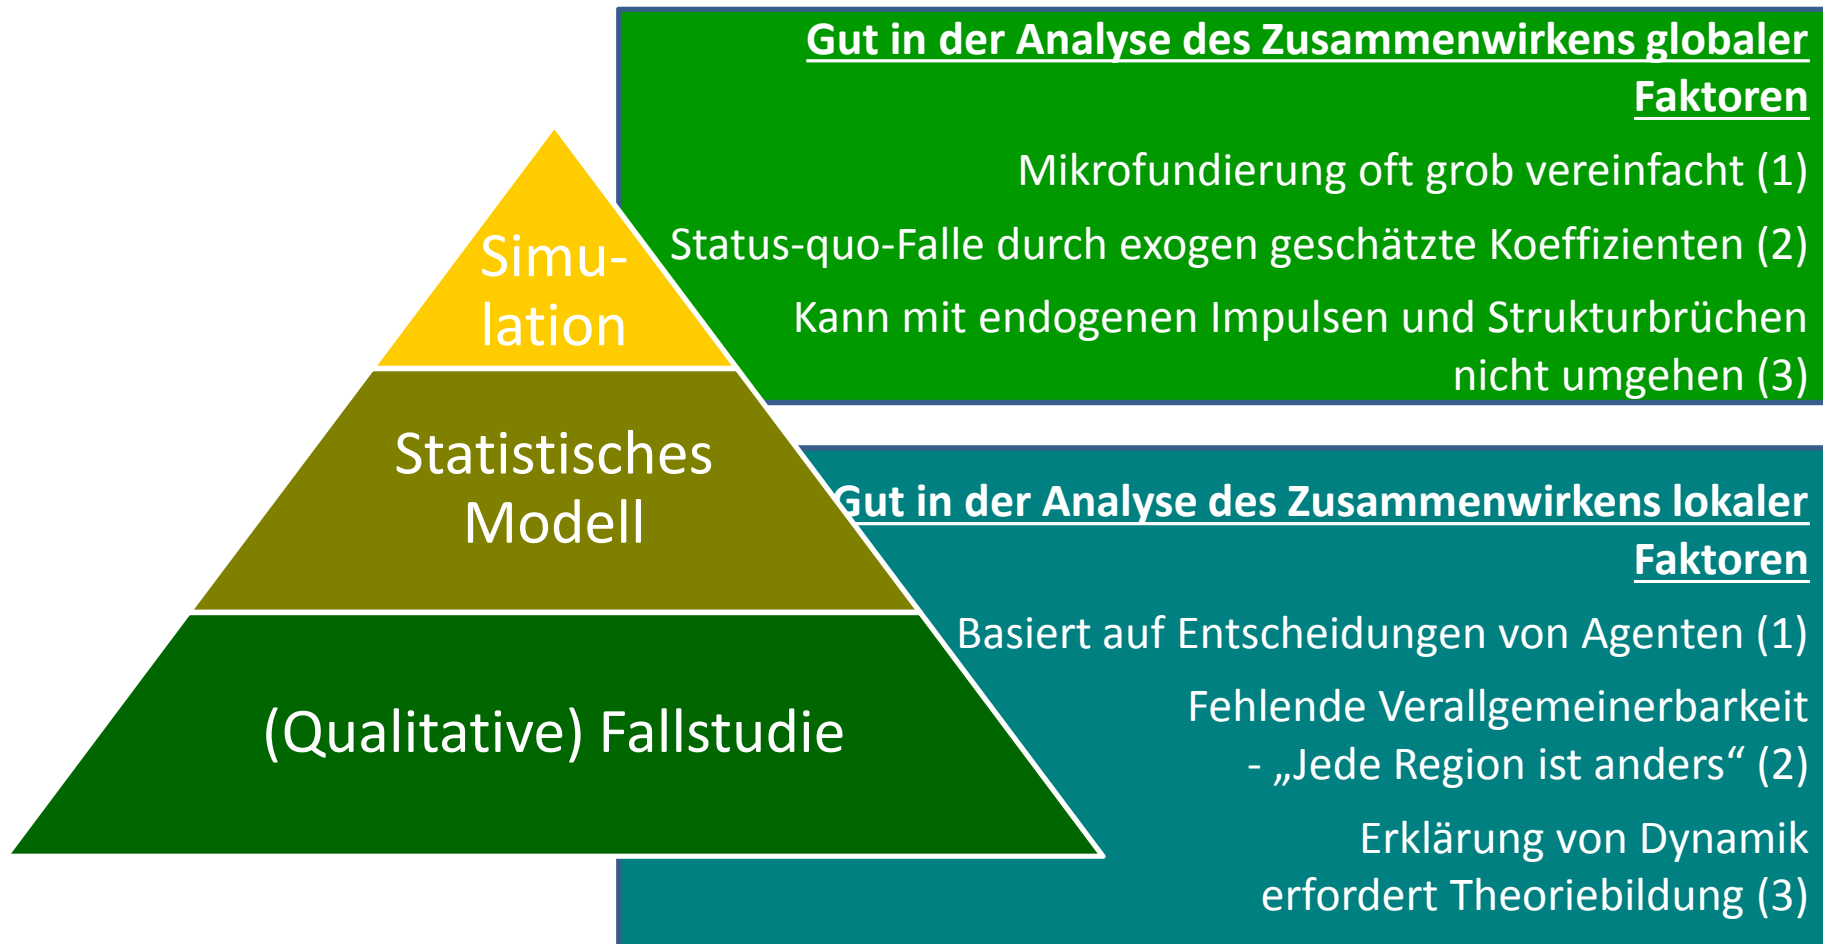 Gut in der Analyse des Zusammenwirkens globaler
Faktoren
Mikrofundierung oft grob vereinfacht (1)
Status-quo-Falle durch exogen geschätzte Koeffizienten (2)
Kann mit endogenen Impulsen und Strukturbrüchen
nicht umgehen (3)
Simu-
lation
Statistisches
Modell
(Qualitative) Fallstudie
Gut in der Analyse des Zusammenwirkens lokaler
Faktoren
Basiert auf Entscheidungen von Agenten (1)
Fehlende Verallgemeinerbarkeit
- „Jede Region ist anders“ (2)
Erklärung von Dynamik
erfordert Theoriebildung (3)